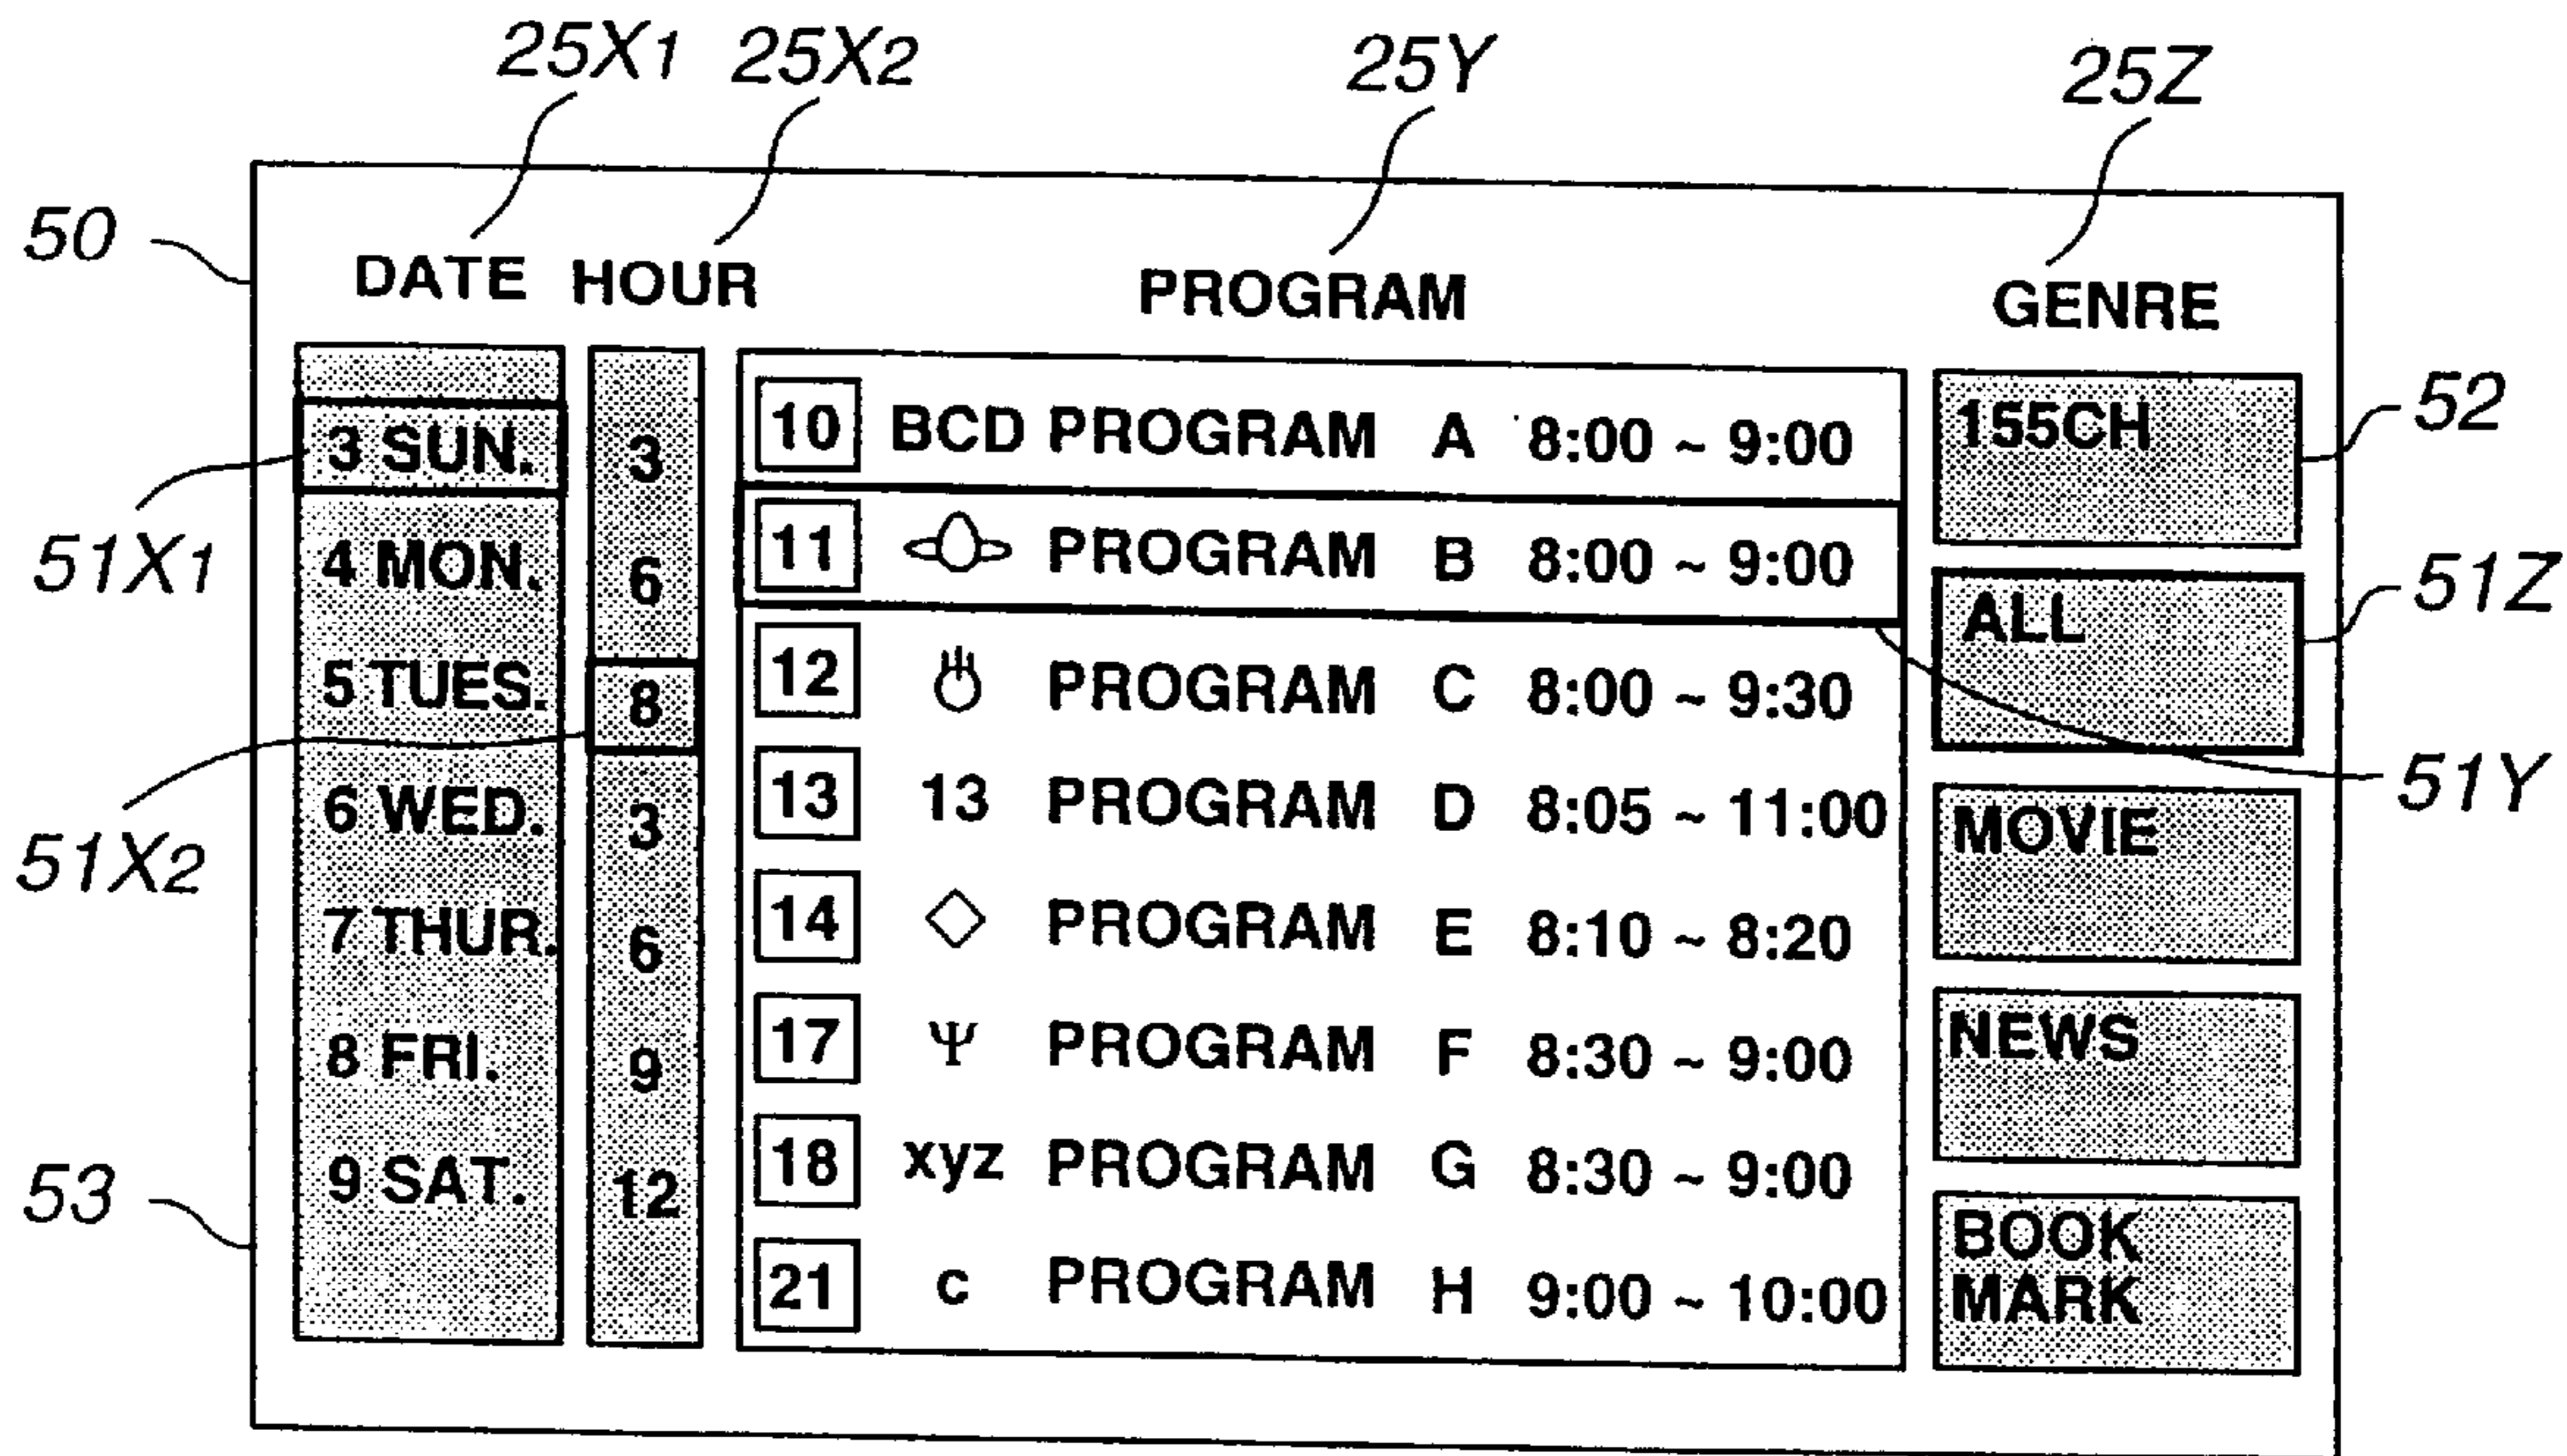 25X1 25X2 25Y 25Z
50
DATE HOUR PROGRAM GENRE
10 BCD PROGRAM A 8:00 ~ 9:00
155CH
52
3 SUN.
3
51X1
11 PROGRAM B 8:00 ~ 9:00
4 MON.
6
ALL
51Z
12 PROGRAM C 8:00 ~ 9:30
5 TUES.
8
51Y
13 13 PROGRAM D 8:05 ~ 11:00
6 WED.
3
MOVIE
51X2
14 PROGRAM E 8:10 ~ 8:20
7 THUR.
6
17 Ψ PROGRAM F 8:30 ~ 9:00
8 FRI.
9
NEWS
18 xyz PROGRAM G 8:30 ~ 9:00
9 SAT.
12
53
21 c PROGRAM H 9:00 ~ 10:00
BOOK
MARK